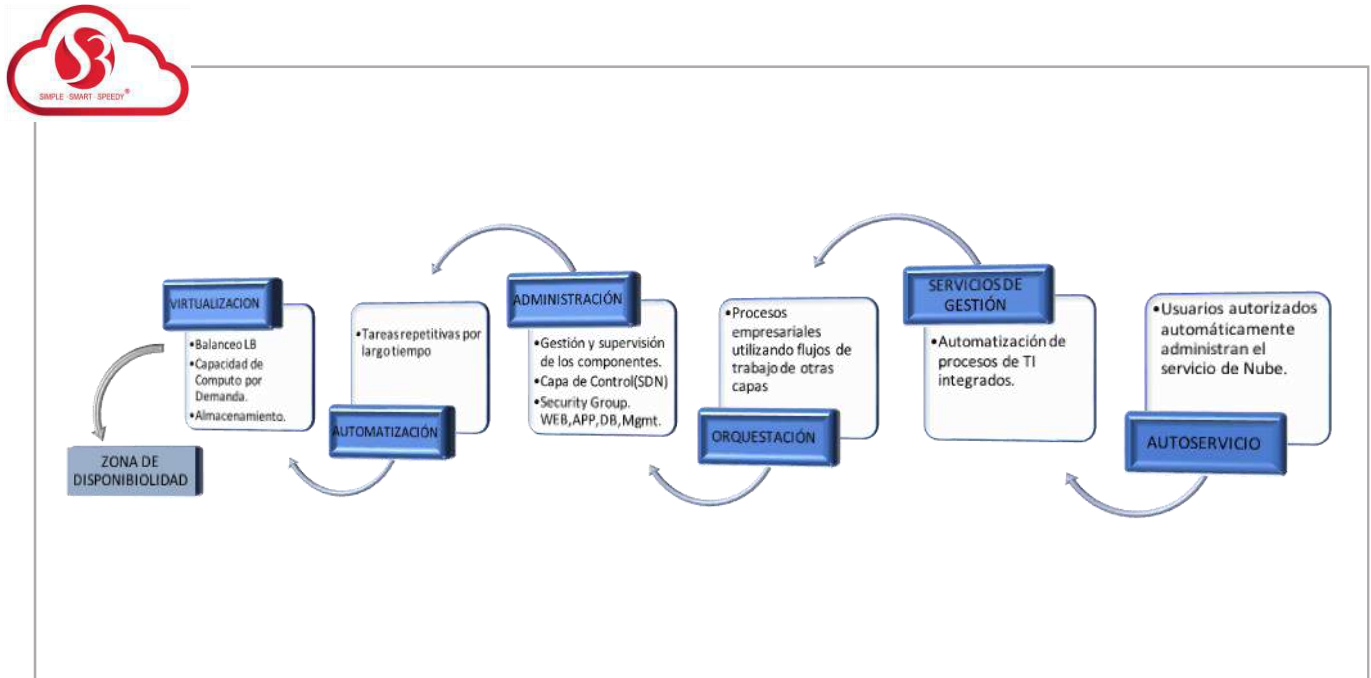 S3
SIMPLE · SMART · SPEEDY®
VIRTUALIZACION
•Balanceo LB
•Capacidad de
Computo por
Demanda.
•Almacenamiento.
ZONA DE
DISPONIBIOLIDAD
•Tareas repetitivas por
largo tiempo
AUTOMATIZACIÓN
ADMINISTRACIÓN
•Gestión y supervisión
de los componentes.
•Capa de Control(SDN)
•Security Group.
WEB,APP,DB,Mgmt.
•Procesos
empresariales
utilizando flujos de
trabajo de otras
capas
ORQUESTACIÓN
SERVICIOS DE
GESTIÓN
•Automatización de
procesos de TI
integrados.
•Usuarios autorizados
automáticamente
administran el
servicio de Nube.
AUTOSERVICIO